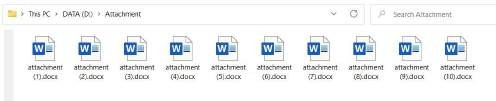 This PC > DATA (D:) > Attachment
Search Attachment
W W W W W W W W W W
attachment (1).docx
attachment (2).docx
attachment (3).docx
attachment (4).docx
attachment (5).docx
attachment (6).docx
attachment (7).docx
attachment (8).docx
attachment (9).docx
attachment (10).docx